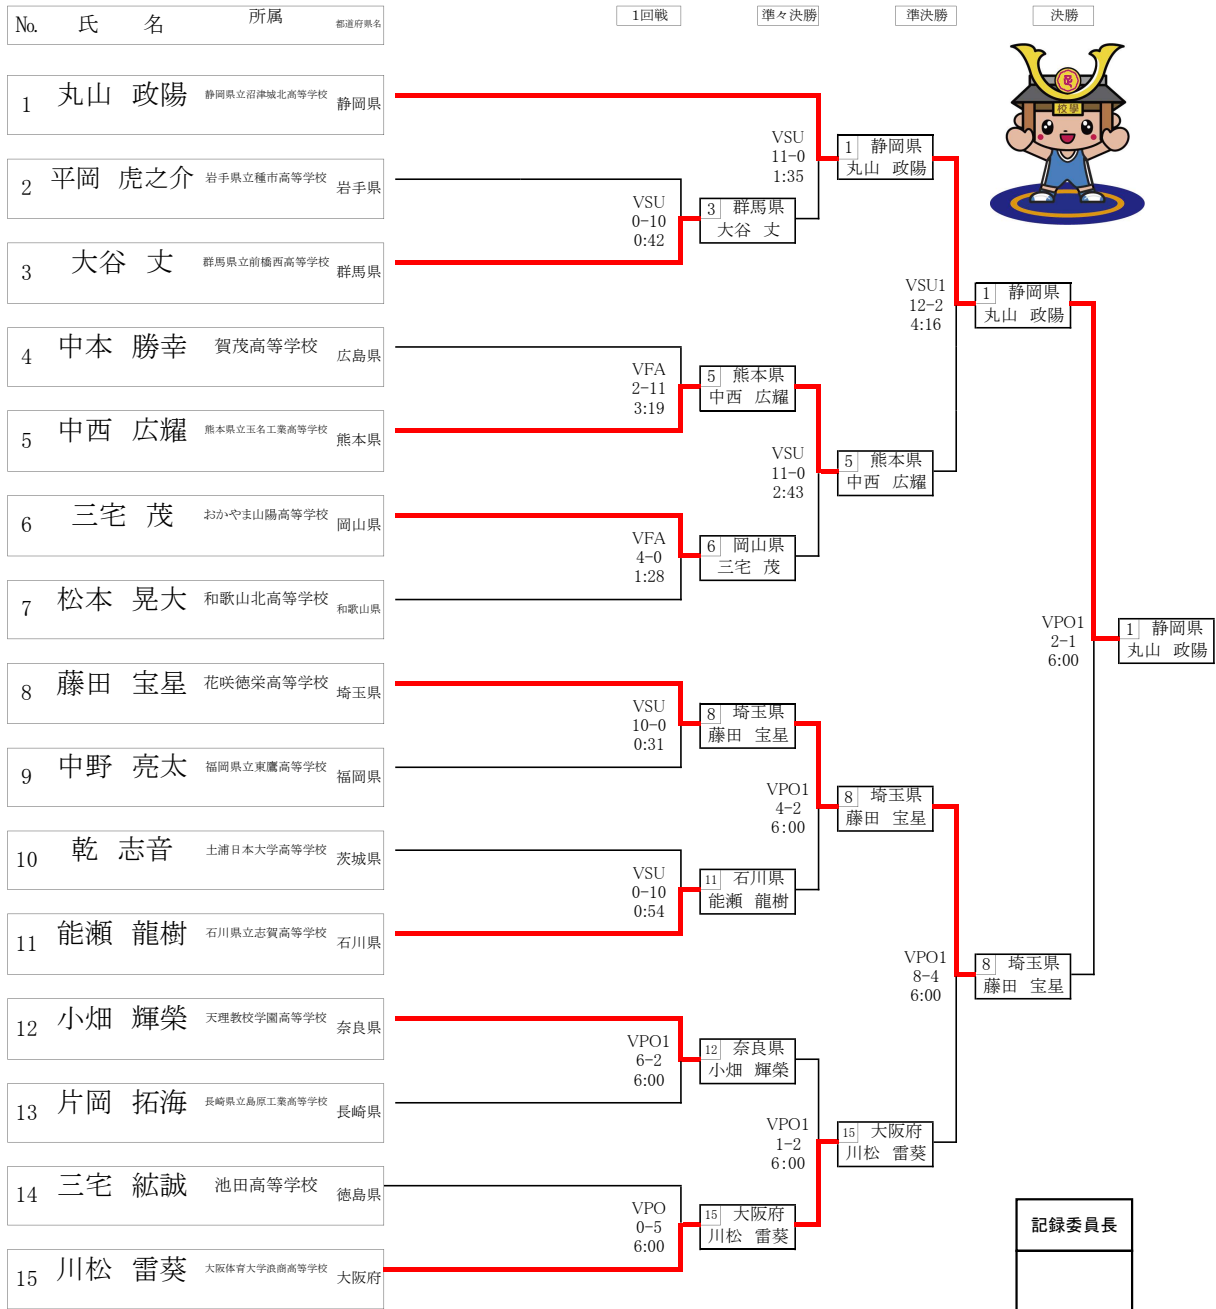 No. 氏 名 所属 都道府県名 1回戦 準々決勝 準決勝 決勝
校學
1 丸山 政陽 静岡県立沼津城北高等学校 静岡県
2 平岡 虎之介 岩手県立種市高等学校 岩手県
3 大谷 丈 群馬県立前橋西高等学校 群馬県
4 中本 勝幸 賀茂高等学校 広島県
5 中西 広耀 熊本県立玉名工業高等学校 熊本県
6 三宅 茂 おかやま山陽高等学校 岡山県
7 松本 晃大 和歌山北高等学校 和歌山県
8 藤田 宝星 花咲徳栄高等学校 埼玉県
9 中野 亮太 福岡県立東鷹高等学校 福岡県
10 乾 志音 土浦日本大学高等学校 茨城県
11 能瀬 龍樹 石川県立志賀高等学校 石川県
12 小畑 輝榮 天理教校学園高等学校 奈良県
13 片岡 拓海 長崎県立島原工業高等学校 長崎県
14 三宅 紘誠 池田高等学校 徳島県
15 川松 雷葵 大阪体育大学浪商高等学校 大阪府
VSU
0-10
0:42
VFA
2-11
3:19
VFA
4-0
1:28
VSU
10-0
0:31
VSU
0-10
0:54
VPO1
6-2
6:00
VPO
0-5
6:00
3 群馬県
大谷 丈
5 熊本県
中西 広耀
6 岡山県
三宅 茂
8 埼玉県
藤田 宝星
11 石川県
能瀬 龍樹
12 奈良県
小畑 輝榮
15 大阪府
川松 雷葵
VSU
11-0
1:35
VSU
11-0
2:43
VPO1
4-2
6:00
VPO1
1-2
6:00
1 静岡県
丸山 政陽
5 熊本県
中西 広耀
8 埼玉県
藤田 宝星
15 大阪府
川松 雷葵
VSU1
12-2
4:16
VPO1
8-4
6:00
1 静岡県
丸山 政陽
8 埼玉県
藤田 宝星
VPO1
2-1
6:00
1 静岡県
丸山 政陽
記録委員長